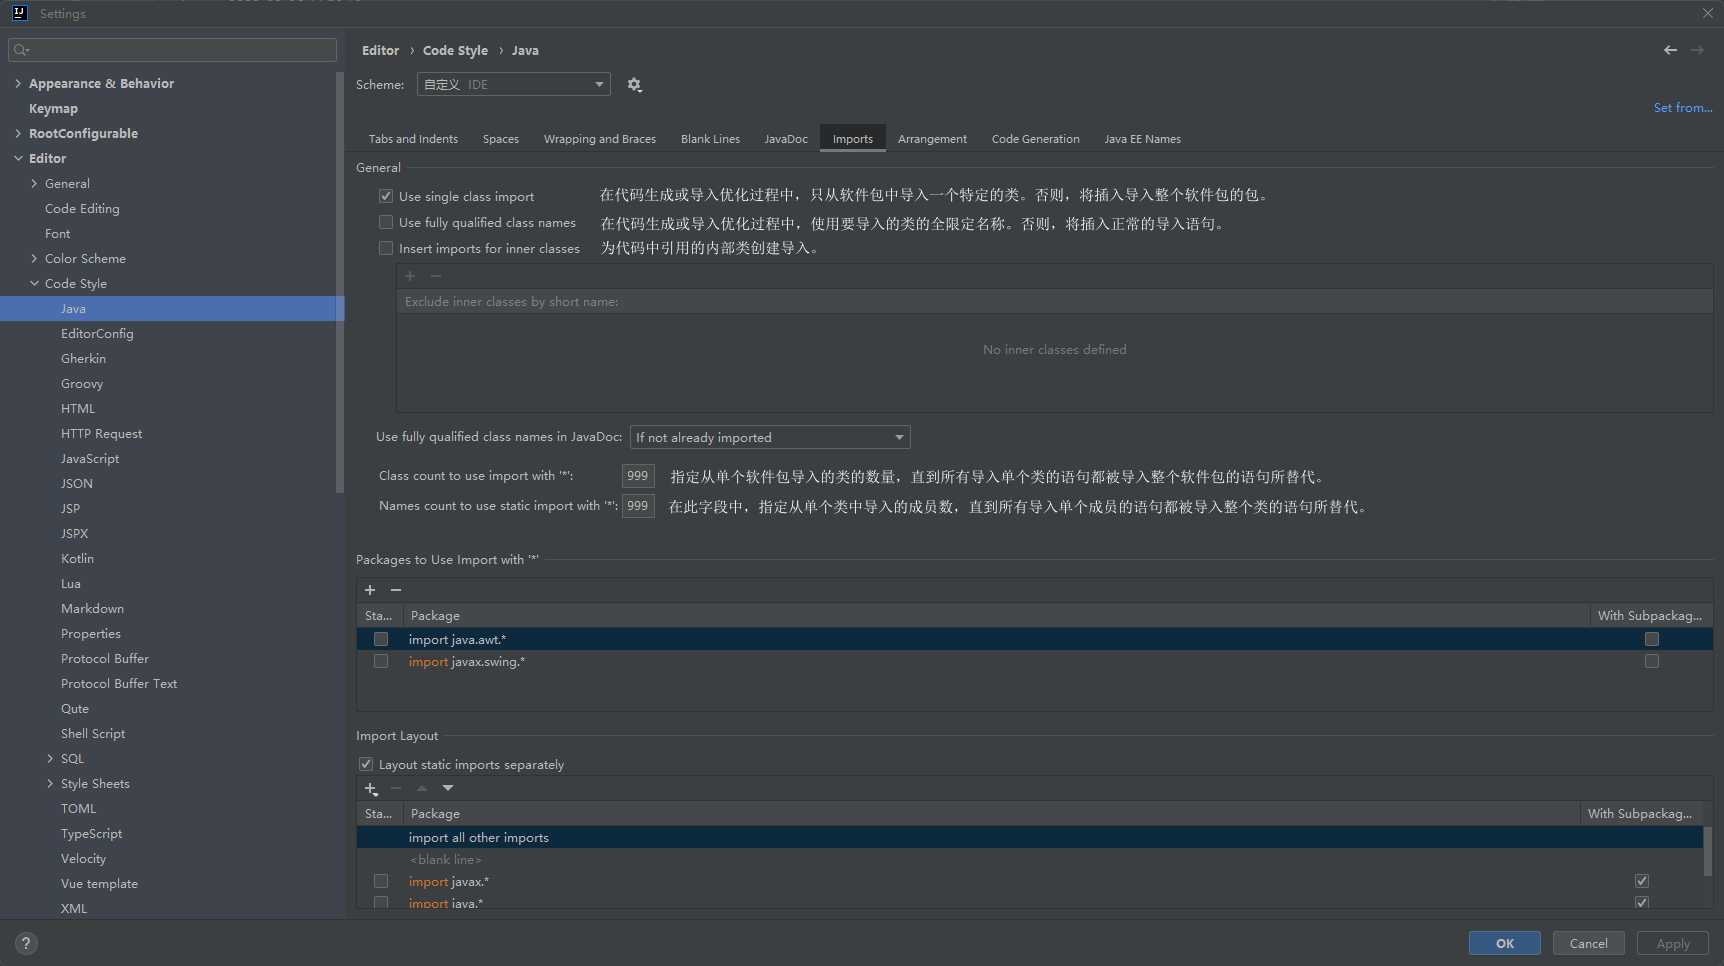 Settings
Appearance & Behavior
Keymap
RootConfigurable
Editor
General
Code Editing
Font
Color Scheme
Code Style
Java
EditorConfig
Gherkin
Groovy
HTML
HTTP Request
JavaScript
JSON
JSP
JSPX
Kotlin
Lua
Markdown
Properties
Protocol Buffer
Protocol Buffer Text
Qute
Shell Script
SQL
Style Sheets
TOML
TypeScript
Velocity
Vue template
XML
Editor › Code Style › Java
Scheme: 自定义 IDE
Set from...
Tabs and Indents Spaces Wrapping and Braces Blank Lines JavaDoc Imports Arrangement Code Generation Java EE Names
General
Use single class import 在代码生成或导入优化过程中，只从软件包中导入一个特定的类。否则，将插入导入整个软件包的包。
Use fully qualified class names 在代码生成或导入优化过程中，使用要导入的类的全限定名称。否则，将插入正常的导入语句。
Insert imports for inner classes 为代码中引用的内部类创建导入。
Exclude inner classes by short name:
No inner classes defined
Use fully qualified class names in JavaDoc: If not already imported
Class count to use import with '*': 999 指定从单个软件包导入的类的数量，直到所有导入单个类的语句都被导入整个软件包的语句所替代。
Names count to use static import with '*': 999 在此字段中，指定从单个类中导入的成员数，直到所有导入单个成员的语句都被导入整个类的语句所替代。
Packages to Use Import with '*'
Sta... Package With Subpackag...
import java.awt.*
import javax.swing.*
Import Layout
Layout static imports separately
Sta... Package With Subpackag...
import all other imports
<blank line>
import javax.*
import java.*
? OK Cancel Apply